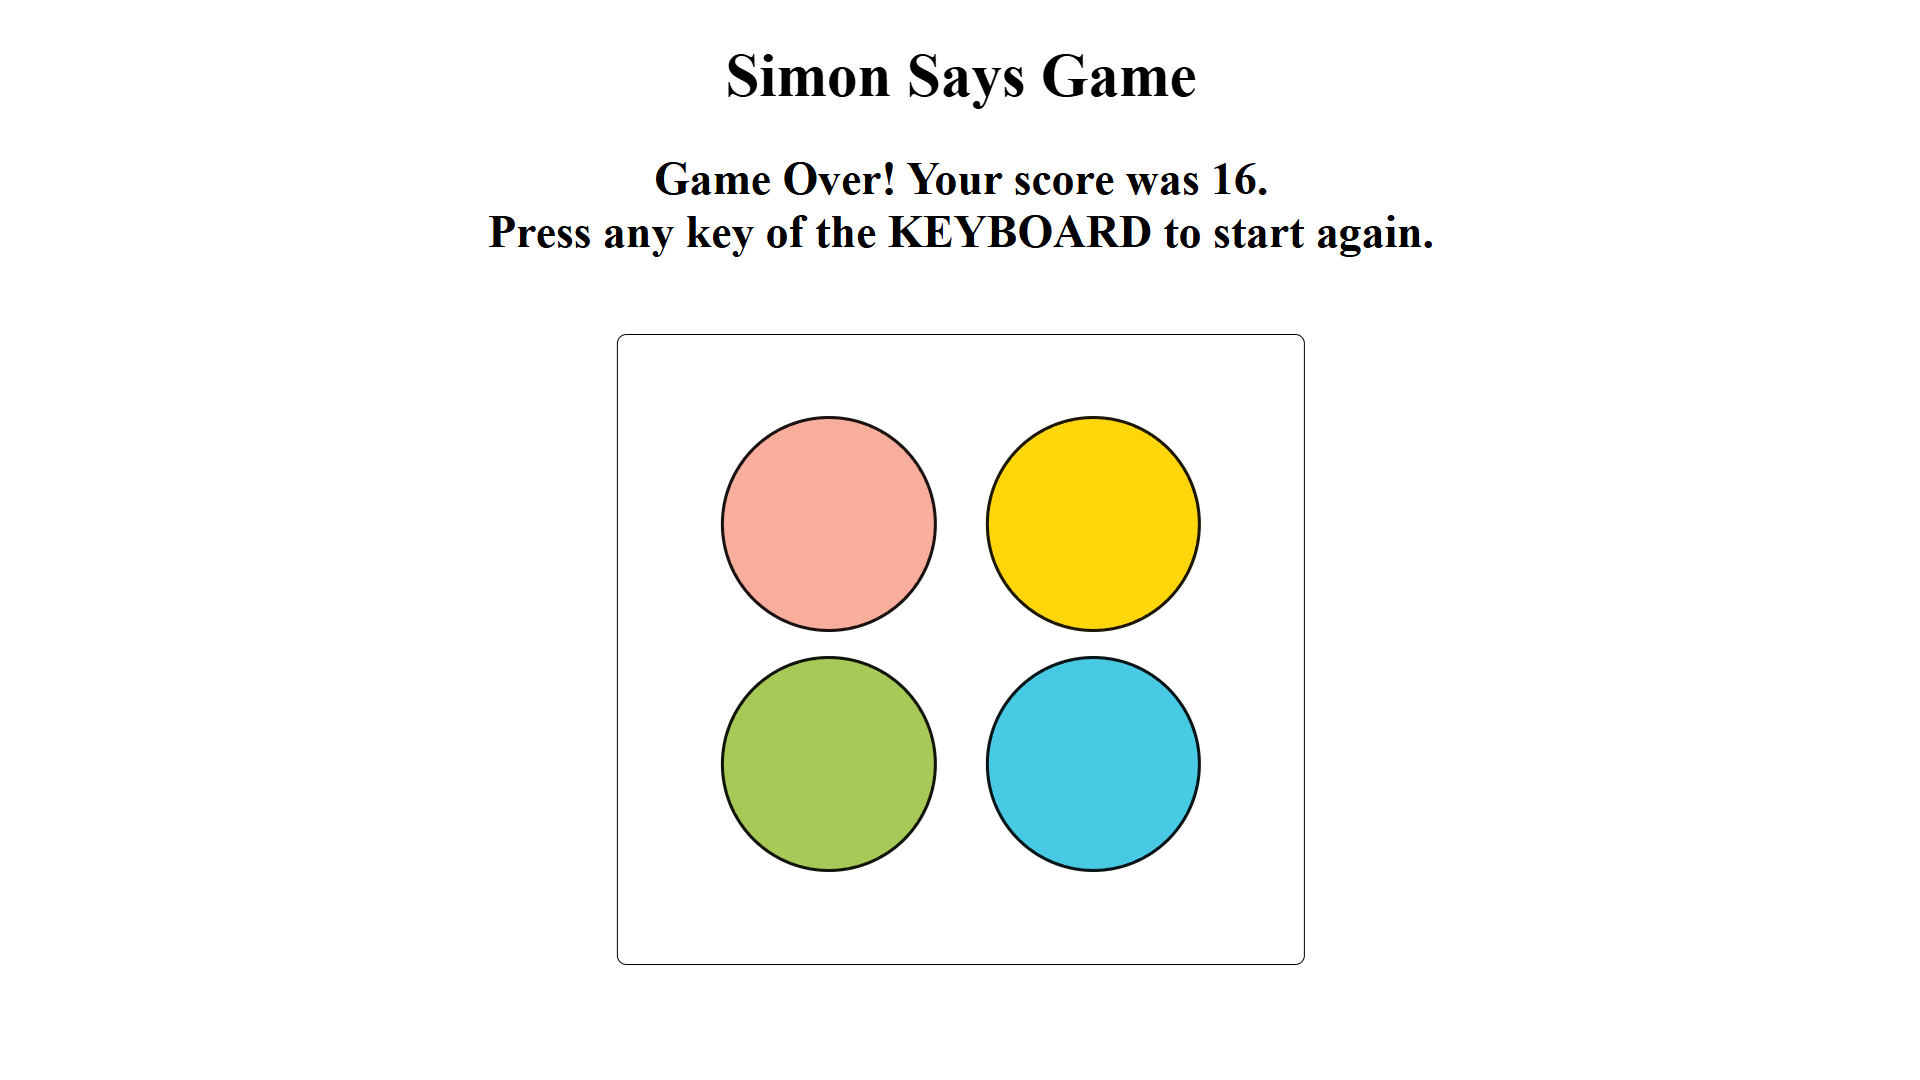 Simon Says Game
Game Over! Your score was 16.
Press any key of the KEYBOARD to start again.